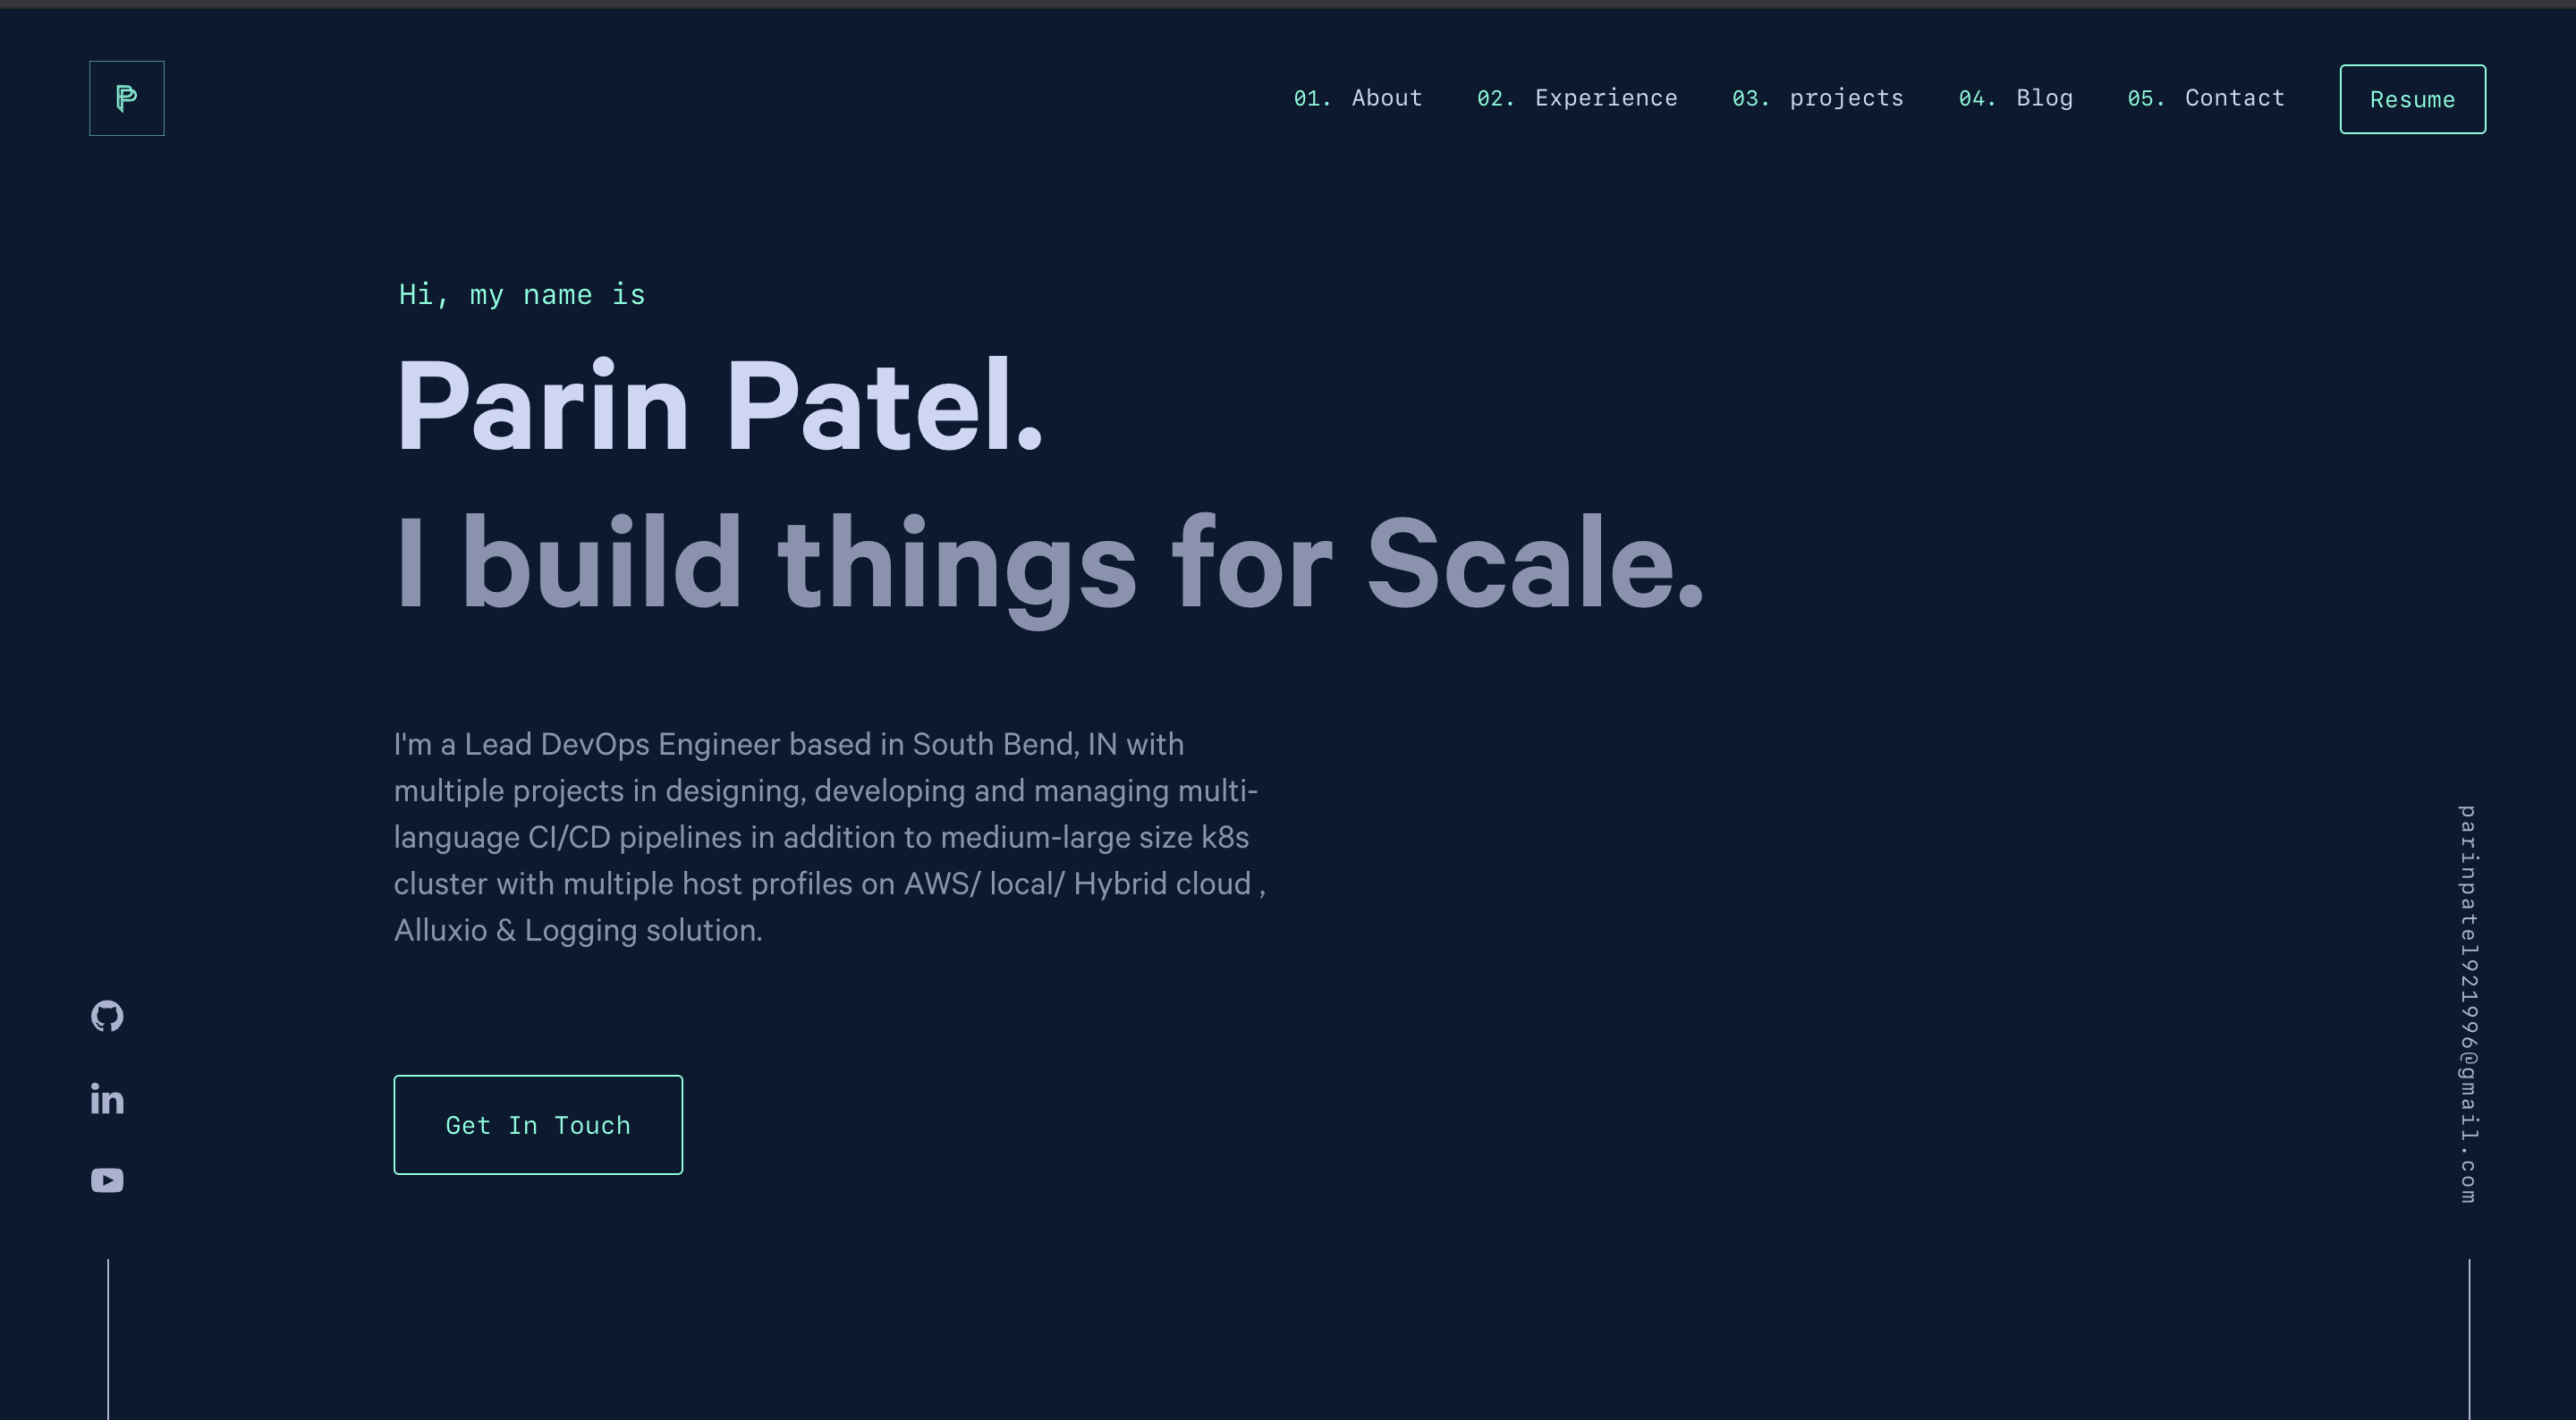 01. About 02. Experience 03. projects 04. Blog 05. Contact Resume
Hi, my name is
Parin Patel.
I build things for Scale.
I'm a Lead DevOps Engineer based in South Bend, IN with
multiple projects in designing, developing and managing multi-
language CI/CD pipelines in addition to medium-large size k8s
cluster with multiple host profiles on AWS/ local/ Hybrid cloud ,
Alluxio & Logging solution.
Get In Touch
in
parinpatel921996@gmail.com